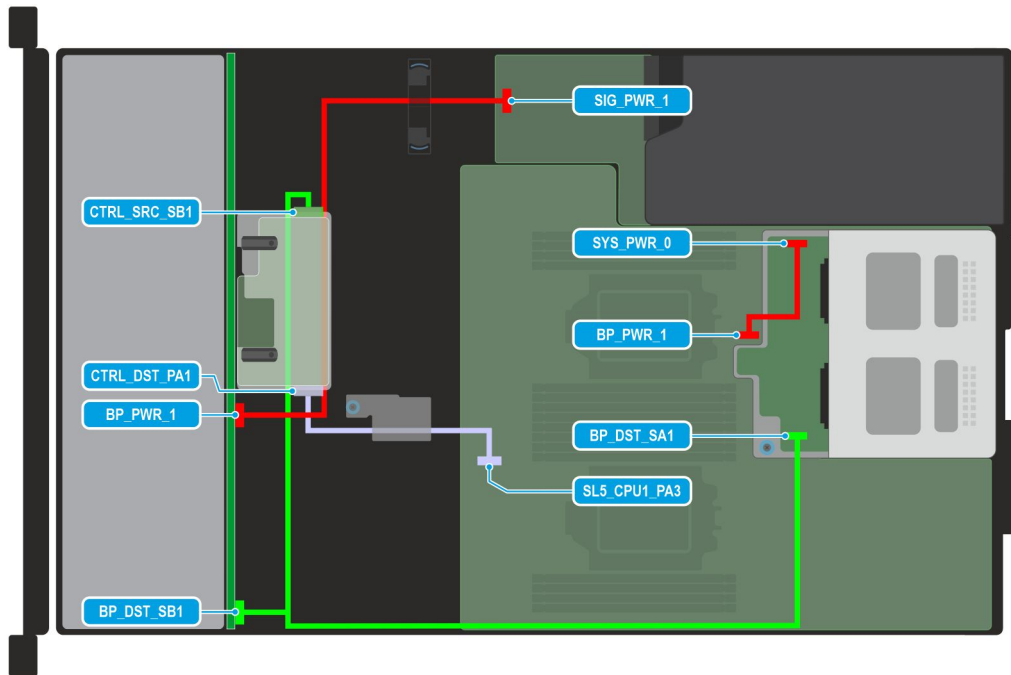 SIG_PWR_1
CTRL_SRC_SB1
SYS_PWR_0
BP_PWR_1
CTRL_DST_PA1
BP_PWR_1
BP_DST_SA1
SL5_CPU1_PA3
BP_DST_SB1